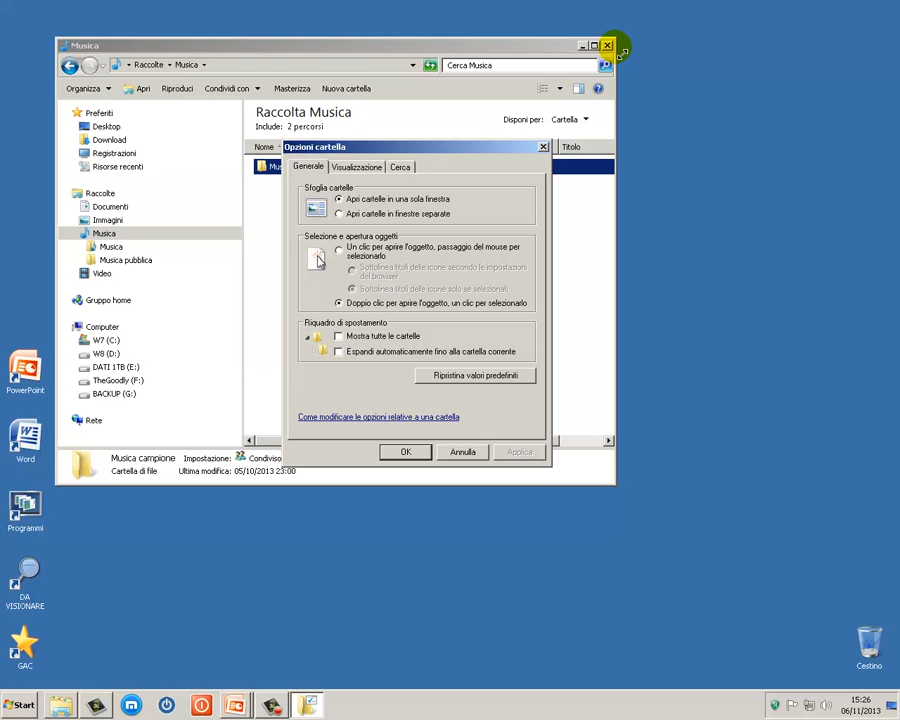 Musica
Raccolte
Musica
Cerca Musica
Organizza
Apri
Riproduci
Condividi con
Masterizza
Nuova cartella
Preferiti
Desktop
Download
Registrazioni
Risorse recenti
Raccolte
Documenti
Immagini
Musica
Musica
Musica pubblica
Video
Gruppo home
Computer
W7 (C:)
W8 (D:)
DATI 1TB (E:)
TheGoodly (F:)
BACKUP (G:)
Rete
Raccolta Musica
Include: 2 percorsi
Disponi per: Cartella
Nome
Titolo
Mus
Opzioni cartella
Generale
Visualizzazione
Cerca
Sfoglia cartelle
Apri cartelle in una sola finestra
Apri cartelle in finestre separate
Selezione e apertura oggetti
Un clic per aprire l'oggetto, passaggio del mouse per
selezionarlo
Sottolinea titoli delle icone secondo le impostazioni
del browser
Sottolinea titoli delle icone solo se selezionati
Doppio clic per aprire l'oggetto, un clic per selezionarlo
Riquadro di spostamento
Mostra tutte le cartelle
Espandi automaticamente fino alla cartella corrente
Ripristina valori predefiniti
Come modificare le opzioni relative a una cartella
OK
Annulla
Applica
Musica campione
Impostazione:
Condiviso
Cartella di file
Ultima modifica: 05/10/2013 23:00
PowerPoint
Word
Programmi
DA
VISIONARE
GAC
Cestino
Start
15:26
06/11/2013